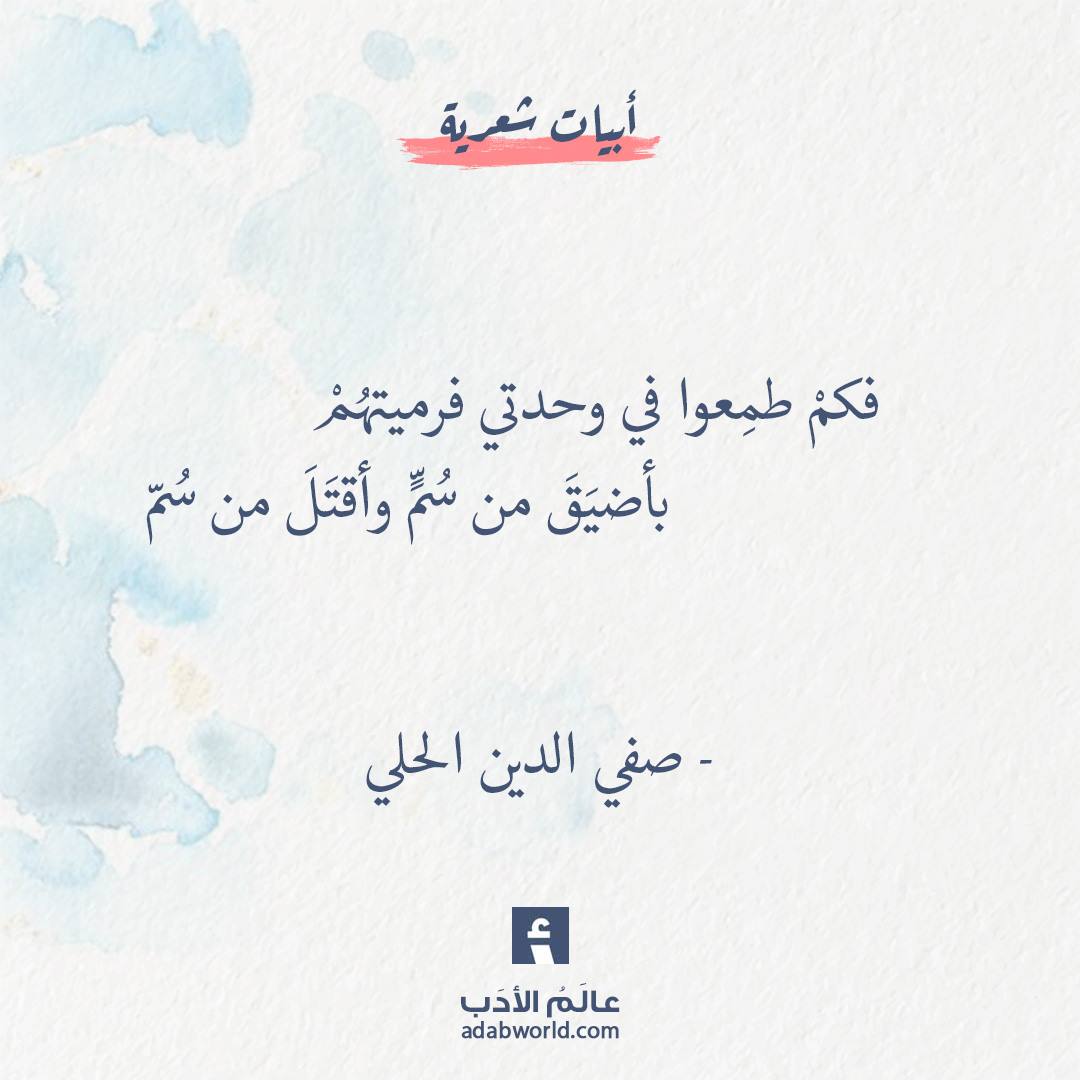 أبيات شعرية
فكمْ طمِعوا في وحدتي فرميتهُمْ
بأضيَقَ من سُمٍّ وأقتَلَ من سُمّ
- صفي الدين الحلي
أ
عالَمُ الأدَب
adabworld.com